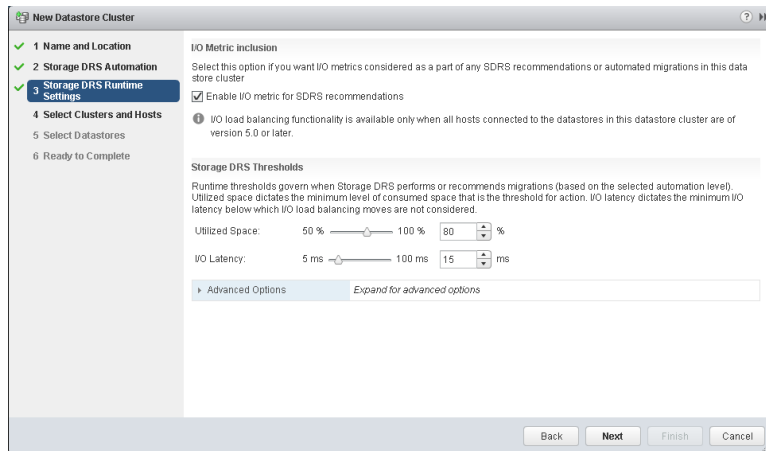 New Datastore Cluster
?
1 Name and Location
2 Storage DRS Automation
3 Storage DRS Runtime
Settings
4 Select Clusters and Hosts
5 Select Datastores
6 Ready to Complete
I/O Metric inclusion
Select this option if you want I/O metrics considered as a part of any SDRS recommendations or automated migrations in this data
store cluster
Enable I/O metric for SDRS recommendations
I/O load balancing functionality is available only when all hosts connected to the datastores in this datastore cluster are of
version 5.0 or later.
Storage DRS Thresholds
Runtime thresholds govern when Storage DRS performs or recommends migrations (based on the selected automation level).
Utilized space dictates the minimum level of consumed space that is the threshold for action. I/O latency dictates the minimum I/O
latency below which I/O load balancing moves are not considered.
Utilized Space: 50 % 100 % 80 %
I/O Latency: 5 ms 100 ms 15 ms
Advanced Options Expand for advanced options
Back Next Finish Cancel